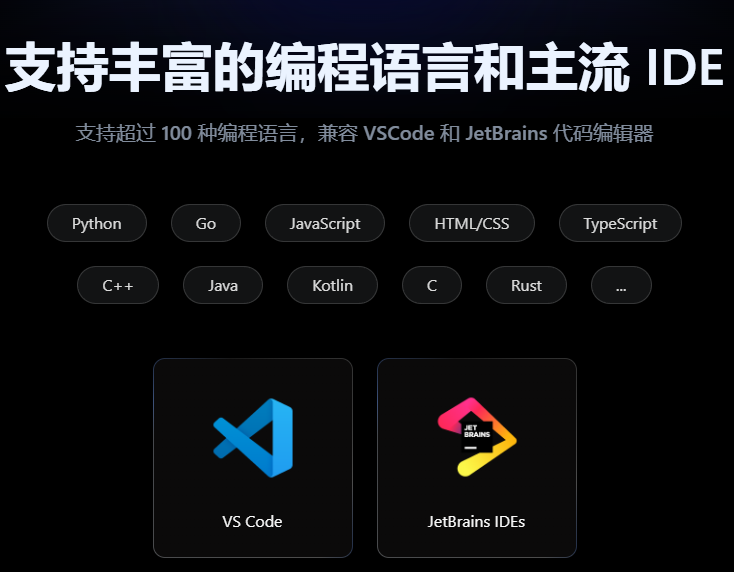 支持丰富的编程语言和主流 IDE
支持超过 100 种编程语言，兼容 VSCode 和 JetBrains 代码编辑器
Python Go JavaScript HTML/CSS TypeScript
C++ Java Kotlin C Rust ...
JET
BRAINS
VS Code JetBrains IDEs